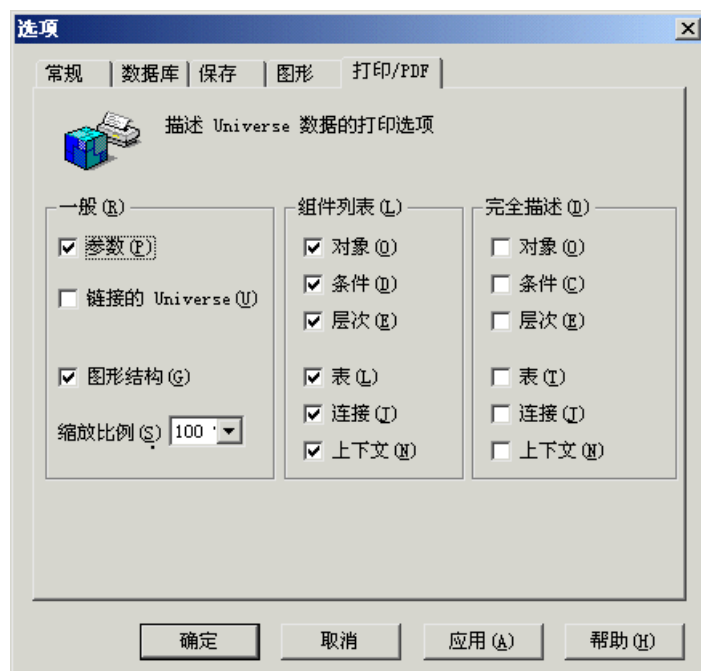 选项
常规 数据库 保存 图形 打印/PDF
描述 Universe 数据的打印选项
一般(R)
参数(P)
链接的 Universe(U)
图形结构(G)
缩放比例(S) 100
组件列表(L)
对象(O)
条件(D)
层次(E)
表(L)
连接(J)
上下文(N)
完全描述(D)
对象(O)
条件(C)
层次(E)
表(T)
连接(J)
上下文(N)
确定 取消 应用(A) 帮助(H)